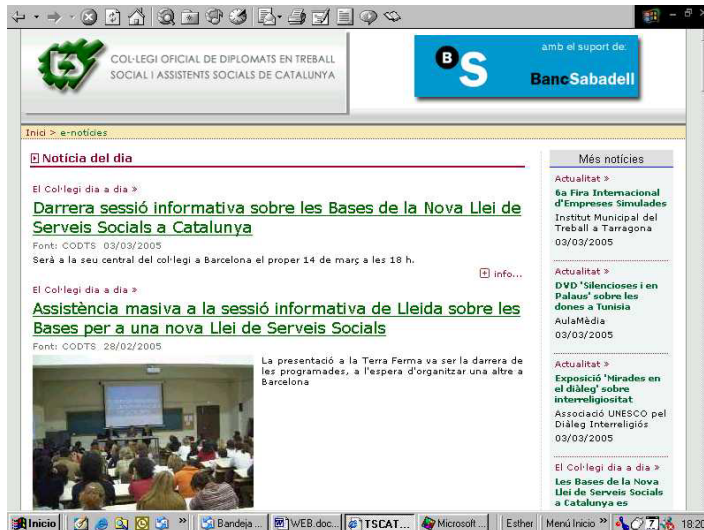 COL·LEGI OFICIAL DE DIPLOMATS EN TREBALL
SOCIAL I ASSISTENTS SOCIALS DE CATALUNYA
amb el suport de:
BS
BancSabadell
Inici > e-notícies
Notícia del dia
El Col·legi dia a dia »
Darrera sessió informativa sobre les Bases de la Nova Llei de
Serveis Socials a Catalunya
Font: CODTS 03/03/2005
Serà a la seu central del col·legi a Barcelona el proper 14 de març a les 18 h.
info...
El Col·legi dia a dia »
Assistència masiva a la sessió informativa de Lleida sobre les
Bases per a una nova Llei de Serveis Socials
Font: CODTS 28/02/2005
La presentació a la Terra Ferma va ser la darrera de
les programades, a l'espera d'organitzar una altre a
Barcelona
Més notícies
Actualitat »
6a Fira Internacional
d'Empreses Simulades
Institut Municipal del
Treball a Tarragona
03/03/2005
Actualitat »
DVD 'Silencioses i en
Palaus' sobre les
dones a Tunisia
AulaMèdia
03/03/2005
Actualitat »
Exposició 'Mirades en
el diàleg' sobre
interreligiositat
Associació UNESCO pel
Diàleg Interreligiós
03/03/2005
El Col·legi dia a dia »
Les Bases de la Nova
Llei de Serveis Socials
a Catalunya es
Inicio » Bandeja ... WEB.doc... TSCAT... Microsoft ... Esther Menú Inicio » 18:20